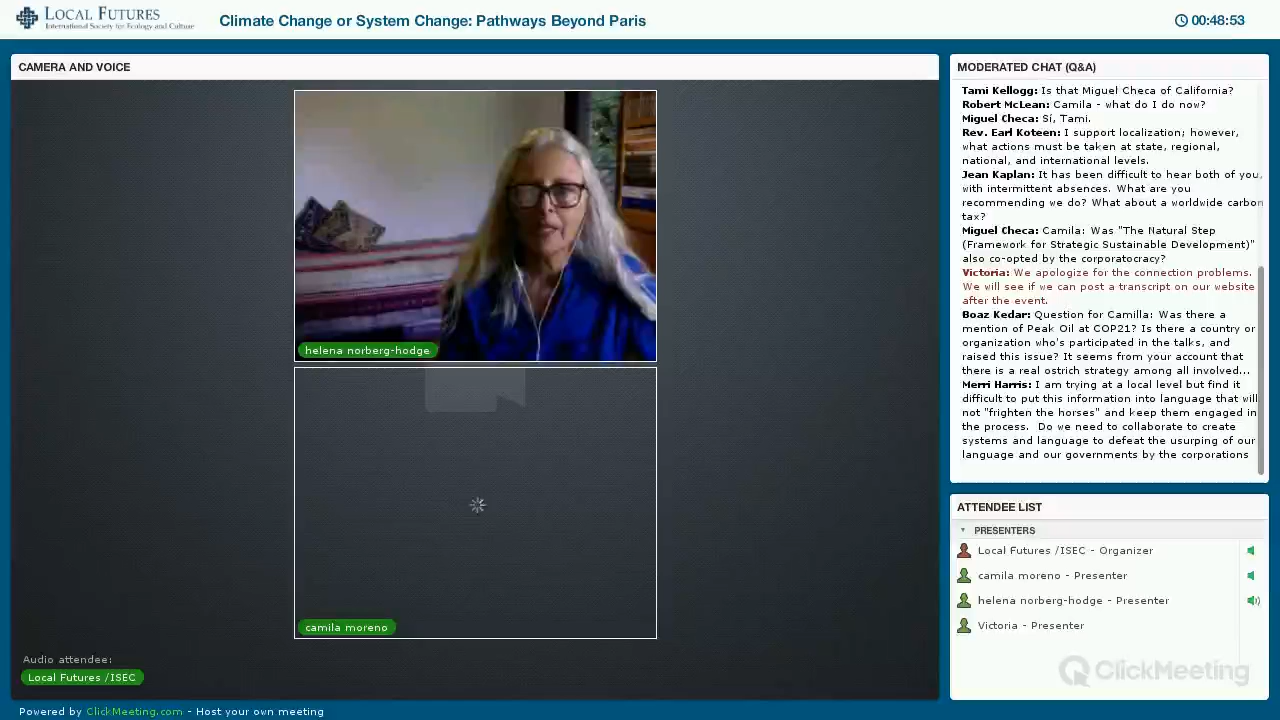 LOCAL FUTURES
International Society for Ecology and Culture
Climate Change or System Change: Pathways Beyond Paris
00:48:53
CAMERA AND VOICE
helena norberg-hodge
camila moreno
Audio attendee:
Local Futures /ISEC
MODERATED CHAT (Q&A)
Tami Kellogg: Is that Miguel Checa of California?
Robert McLean: Camila - what do I do now?
Miguel Checa: Sí, Tami.
Rev. Earl Koteen: I support localization; however,
what actions must be taken at state, regional,
national, and international levels.
Jean Kaplan: It has been difficult to hear both of you,
with intermittent absences. What are you
recommending we do? What about a worldwide carbon
tax?
Miguel Checa: Camila: Was "The Natural Step
(Framework for Strategic Sustainable Development)"
also co-opted by the corporatocracy?
Victoria: We apologize for the connection problems.
We will see if we can post a transcript on our website
after the event.
Boaz Kedar: Question for Camilla: Was there a
mention of Peak Oil at COP21? Is there a country or
organization who's participated in the talks, and
raised this issue? It seems from your account that
there is a real ostrich strategy among all involved...
Merri Harris: I am trying at a local level but find it
difficult to put this information into language that will
not "frighten the horses" and keep them engaged in
the process.  Do we need to collaborate to create
systems and language to defeat the usurping of our
language and our governments by the corporations
ATTENDEE LIST
PRESENTERS
Local Futures /ISEC - Organizer
camila moreno - Presenter
helena norberg-hodge - Presenter
Victoria - Presenter
ClickMeeting
Powered by ClickMeeting.com - Host your own meeting